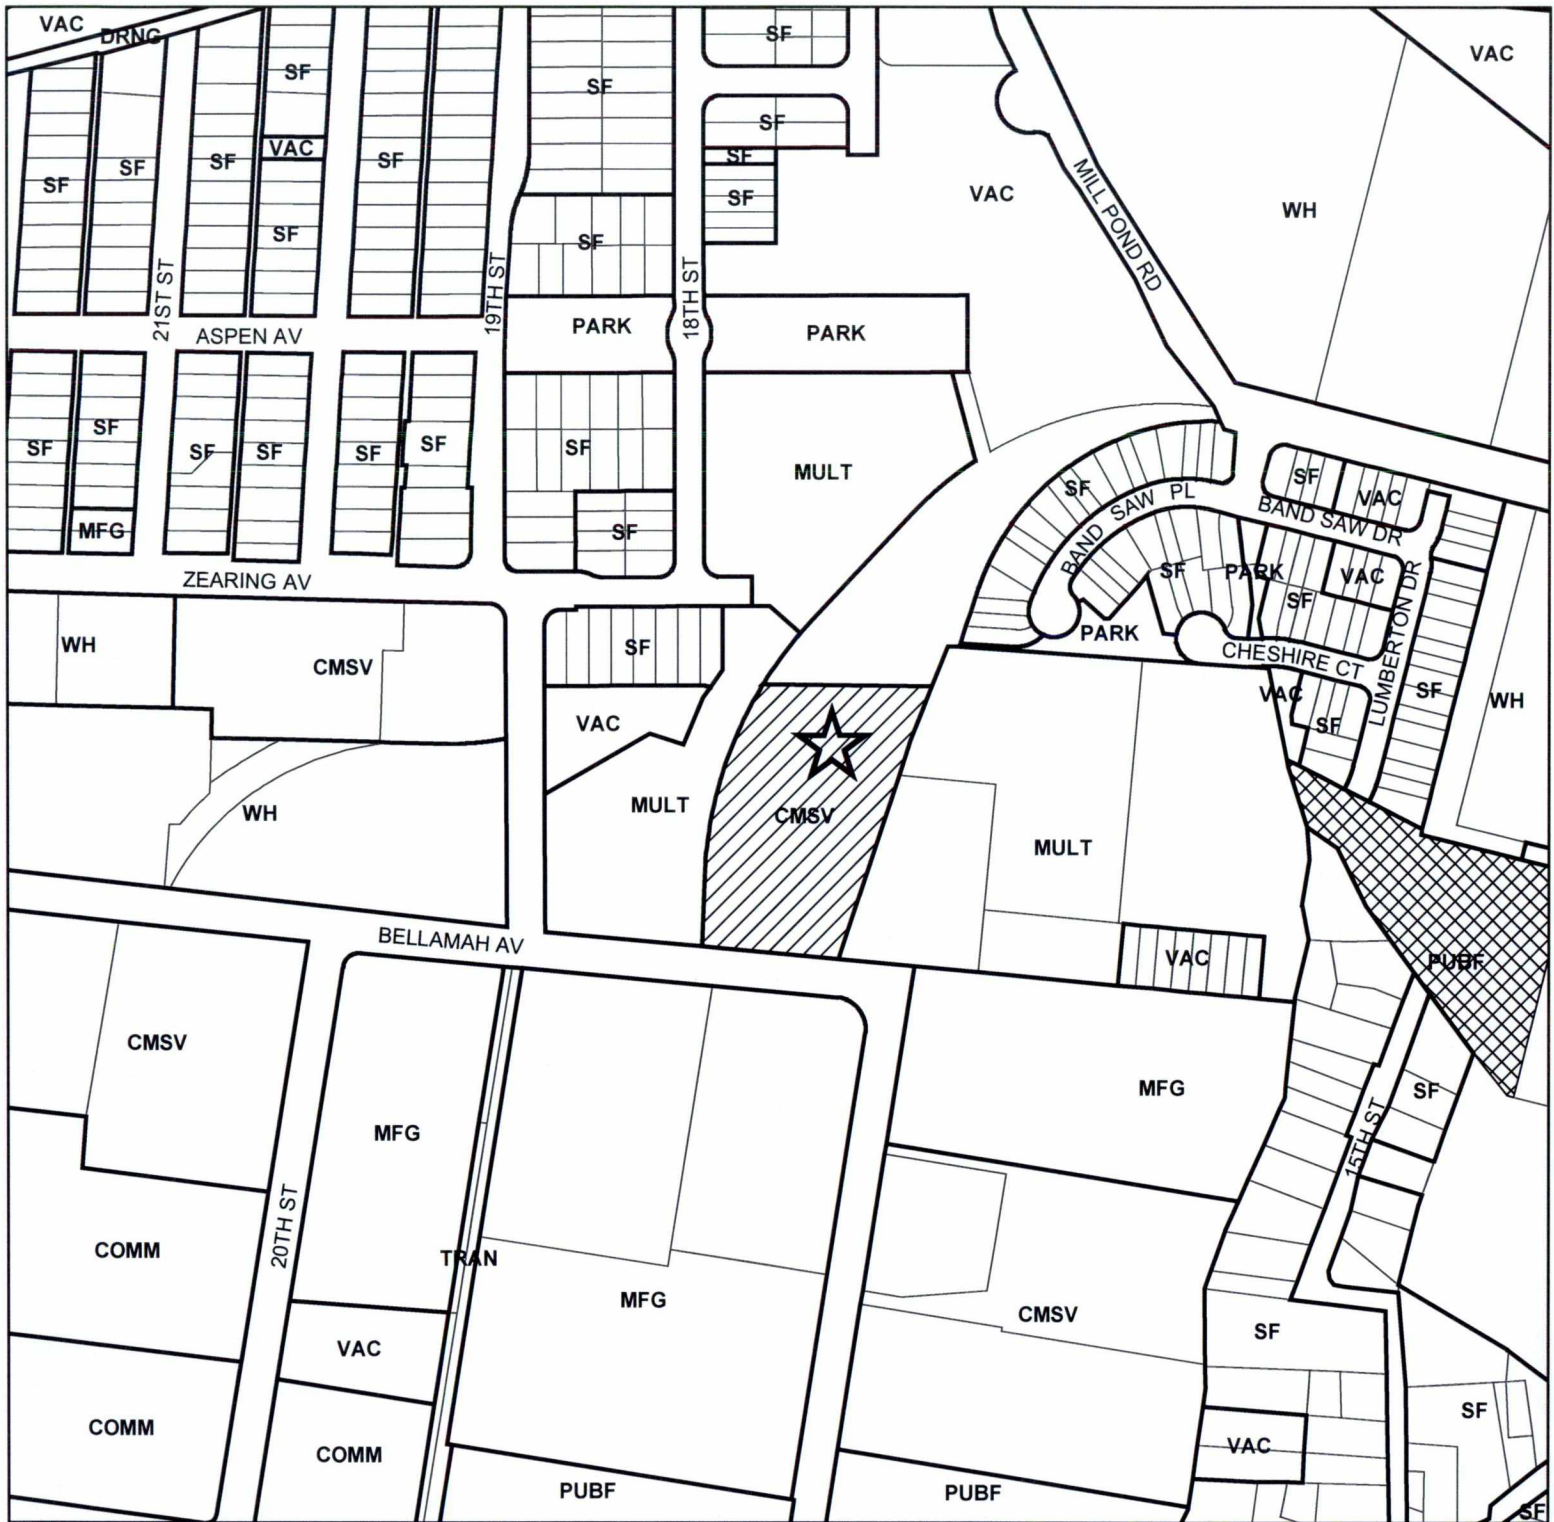 VAC
DRNG
SF
SF
VAC
SF
SF
VAC
SF
SF
SF
SF
SF
SF
SF
SF
VAC
WH
MILL POND RD
SF
SF
21ST ST
19TH ST
18TH ST
ASPEN AV
PARK
PARK
SF
SF
SF
SF
SF
SF
SF
MULT
SF
SF
VAC
MFG
SF
BAND SAW PL
BAND SAW DR
ZEARING AV
SF
PARK
VAC
SF
LUMBERTON DR
WH
CMSV
SF
PARK
CHESHIRE CT
VAC
SF
SF
WH
VAC
WH
MULT
CMSV
MULT
BELLAMAH AV
VAC
PUBF
CMSV
MFG
MFG
SF
15TH ST
20TH ST
COMM
TRAN
MFG
CMSV
SF
VAC
COMM
COMM
SF
VAC
PUBF
PUBF
SF